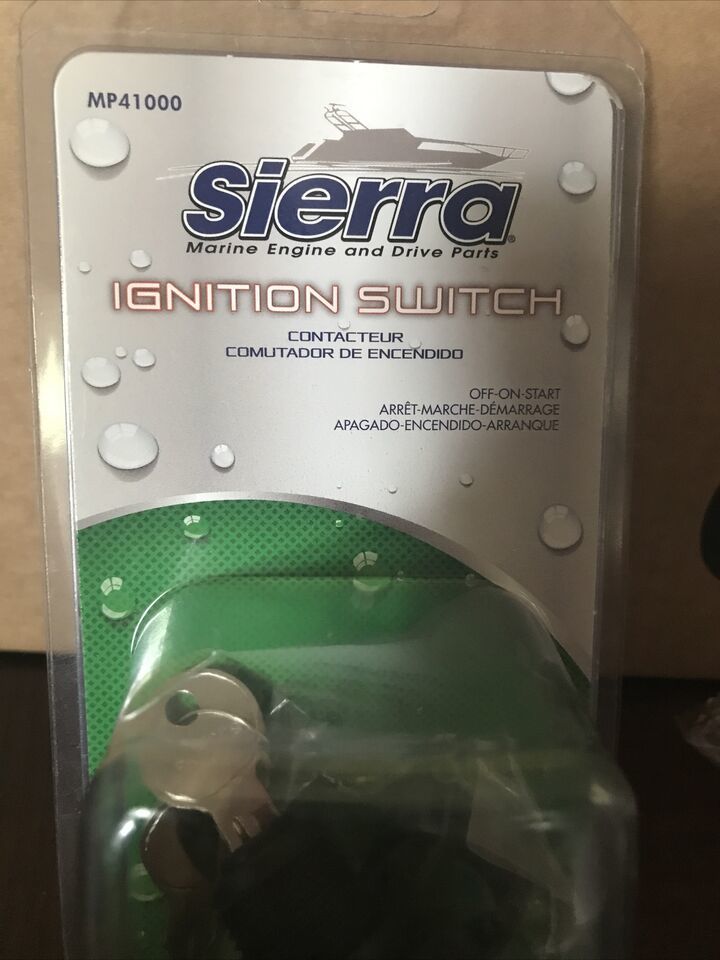 MP41000
Sierra®
Marine Engine and Drive Parts
IGNITION SWITCH
CONTACTEUR
COMUTADOR DE ENCENDIDO
OFF-ON-START
ARRÊT-MARCHE-DÉMARRAGE
APAGADO-ENCENDIDO-ARRANQUE